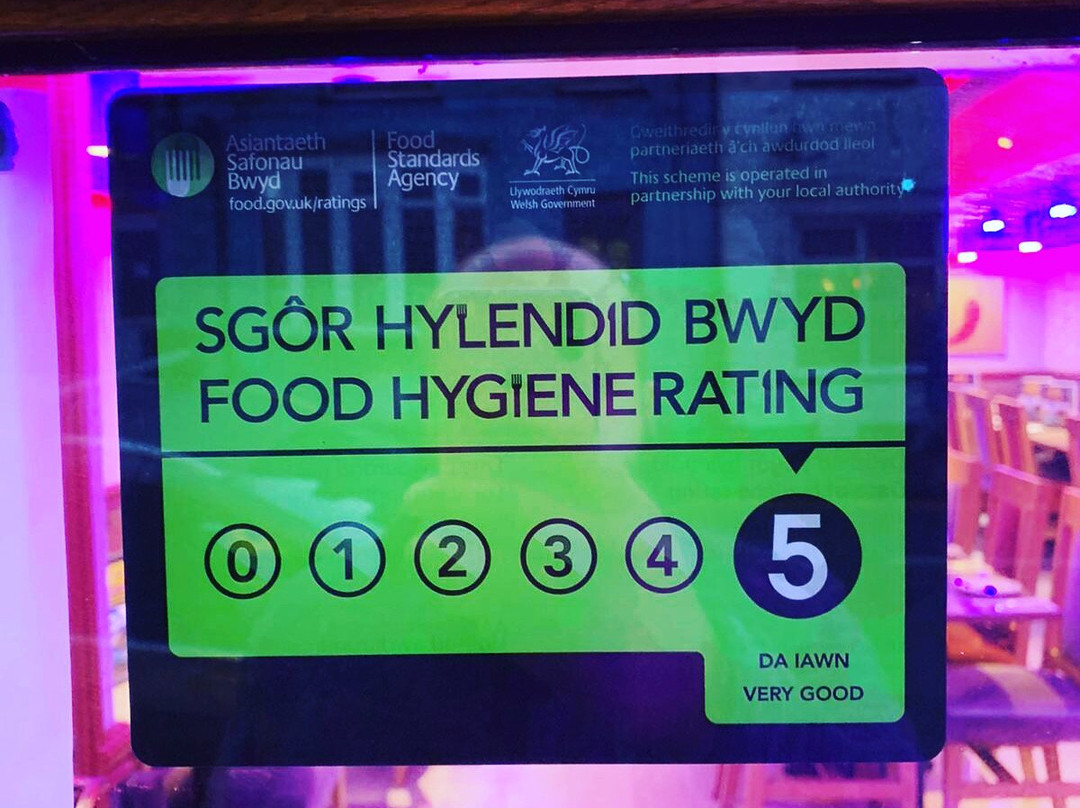 Asiantaeth
Safonau
Bwyd
food.gov.uk/ratings
Food
Standards
Agency
Llywodraeth Cymru
Welsh Government
Gweithredir y cynllun hwn mewn
partneriaeth â'ch awdurdod lleol
This scheme is operated in
partnership with your local authority
SGÔR HYLENDID BWYD
FOOD HYGIENE RATING
0 1 2 3 4 5
DA IAWN
VERY GOOD